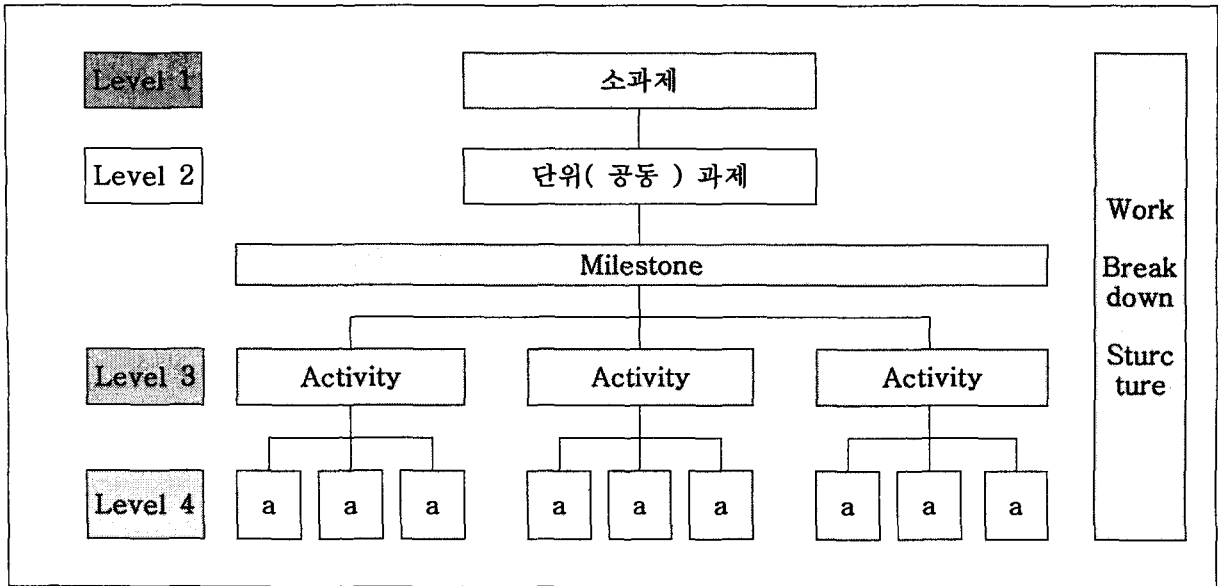 Level 1
소과제
Level 2
단위( 공동 ) 과제
Milestone
Level 3
Activity
Activity
Activity
Level 4
a
a
a
a
a
a
a
a
a
Work
Break
down
Sturc
ture